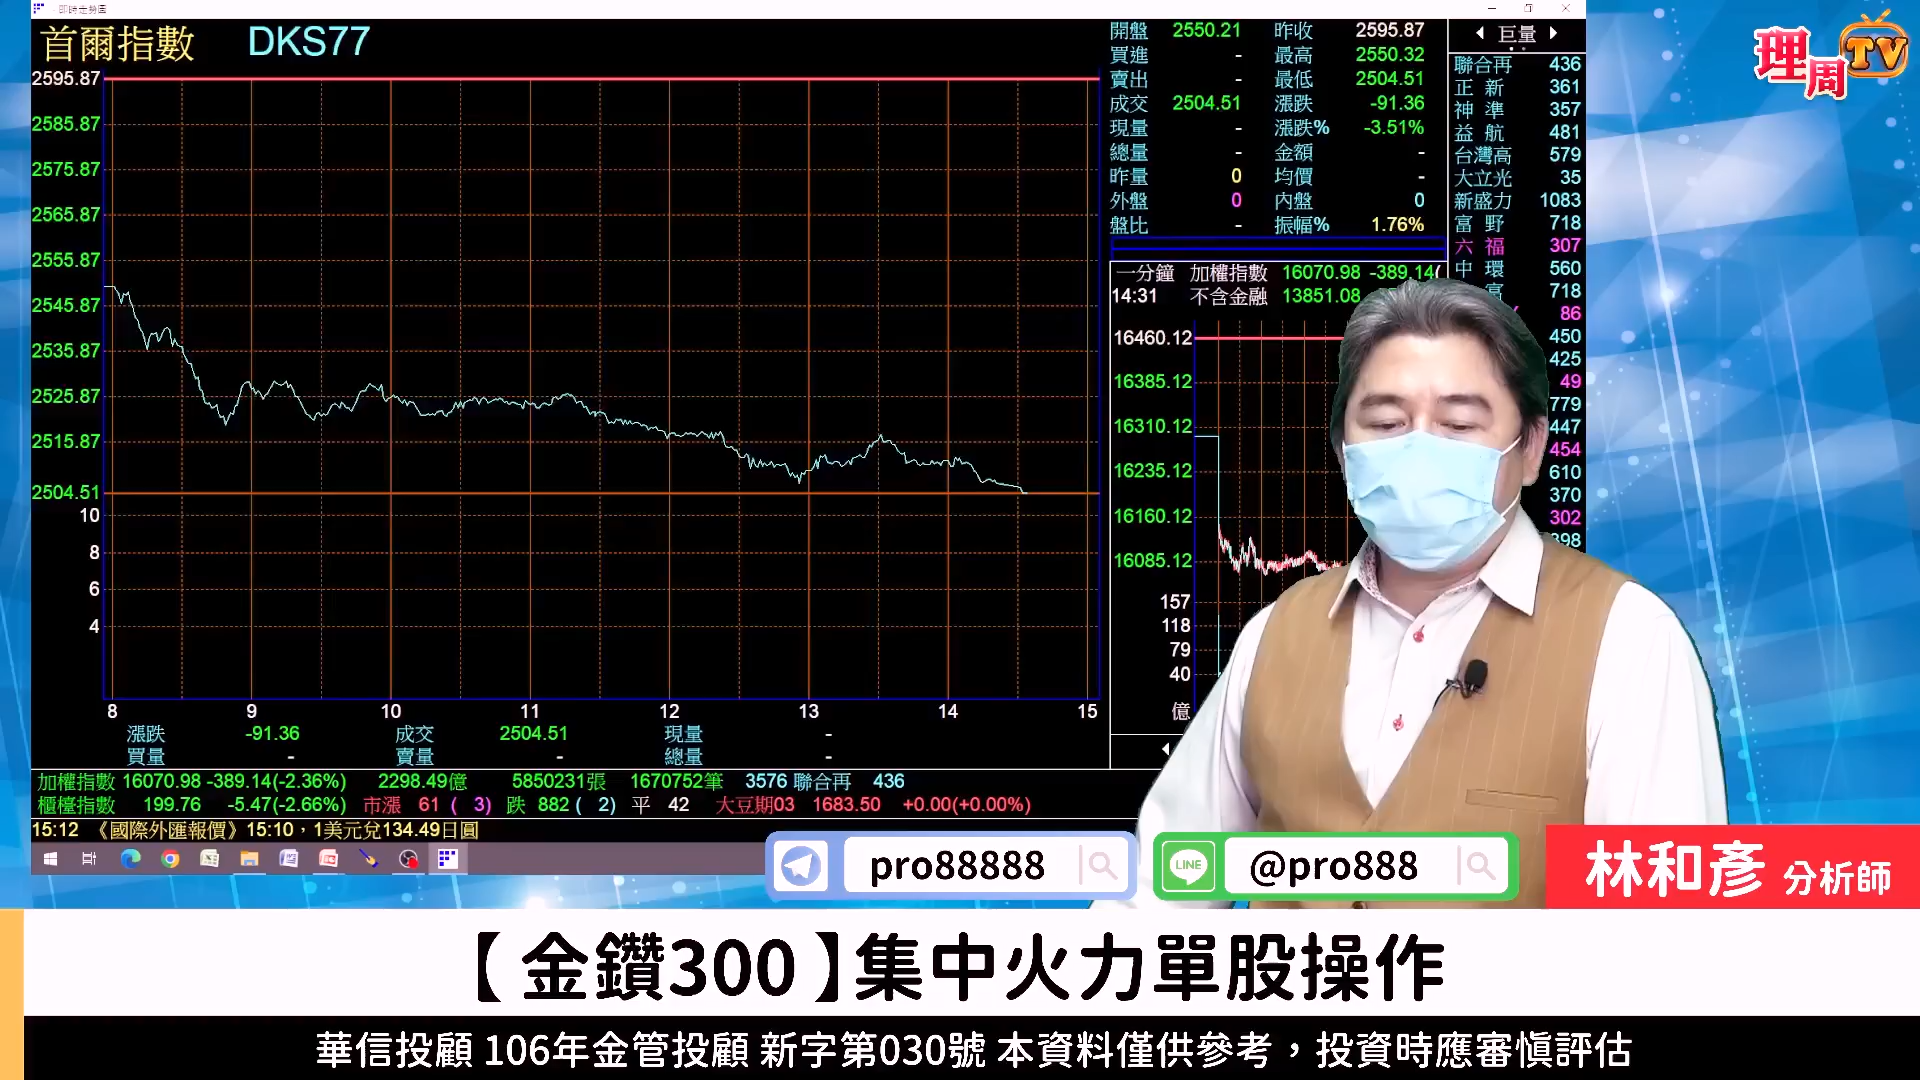 即時走勢圖
首爾指數 DKS77
2595.87
2585.87
2575.87
2565.87
2555.87
2545.87
2535.87
2525.87
2515.87
2504.51
10
8
6
4
8 9 10 11 12 13 14 15
漲跌 -91.36 成交 2504.51 現量 -
買量 - 賣量 - 總量 -
開盤 2550.21 昨收 2595.87
買進 - 最高 2550.32
賣出 - 最低 2504.51
成交 2504.51 漲跌 -91.36
現量 - 漲跌% -3.51%
總量 - 金額 -
昨量 0 均價 -
外盤 0 內盤 0
盤比 - 振幅% 1.76%
一分鐘 加權指數 16070.98 -389.14(
14:31 不含金融 13851.08
16460.12
16385.12
16310.12
16235.12
16160.12
16085.12
157
118
79
40
億
巨量
聯合再 436
正新 361
神準 357
益航 481
台灣高 579
大立光 35
新盛力 1083
富野 718
六福 307
中環 560
富 718
86
450
425
49
779
447
454
610
370
302
398
加權指數 16070.98 -389.14(-2.36%) 2298.49億 5850231張 1670752筆 3576 聯合再 436
櫃檯指數 199.76 -5.47(-2.66%) 市漲 61 ( 3) 跌 882 ( 2) 平 42 大豆期03 1683.50 +0.00(+0.00%)
15:12 《國際外匯報價》15:10，1美元兌134.49日圓
理周TV
pro88888
LINE @pro888
林和彥 分析師
【金鑽300】集中火力單股操作
華信投顧 106年金管投顧 新字第030號 本資料僅供參考，投資時應審慎評估